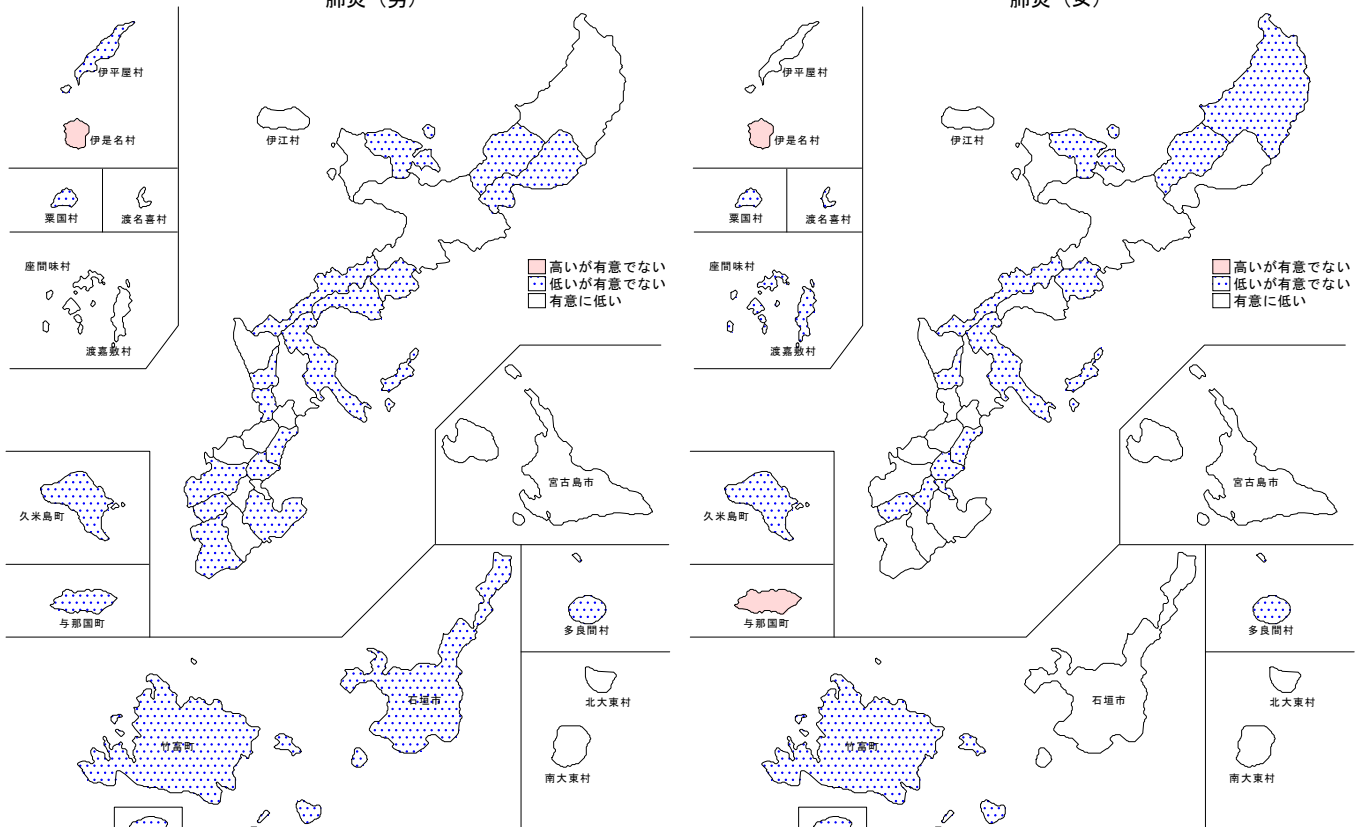 肺炎（男）
伊平屋村
伊是名村
伊江村
粟国村
渡名喜村
座間味村
渡嘉敷村
高いが有意でない
低いが有意でない
有意に低い
久米島町
宮古島市
与那国町
多良間村
石垣市
北大東村
竹富町
南大東村
肺炎（女）
伊平屋村
伊是名村
伊江村
粟国村
渡名喜村
座間味村
渡嘉敷村
高いが有意でない
低いが有意でない
有意に低い
久米島町
宮古島市
与那国町
多良間村
石垣市
北大東村
竹富町
南大東村